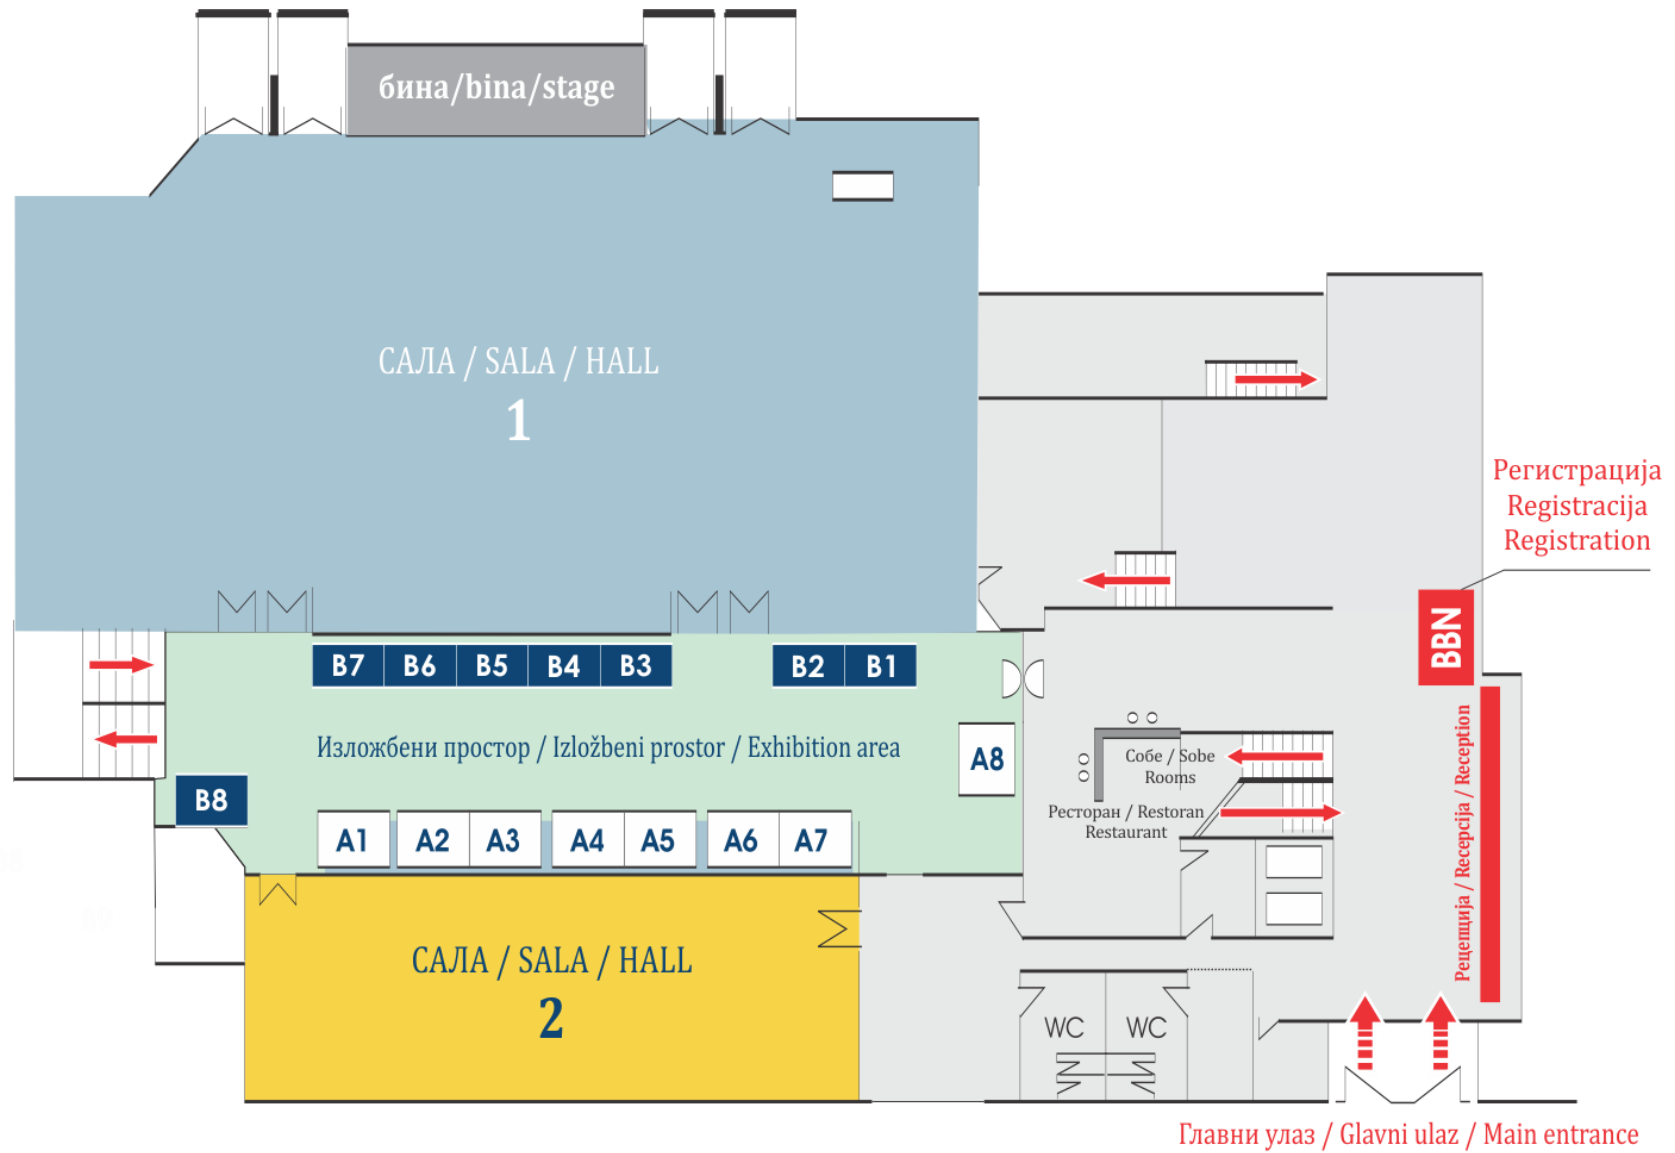 бина/bina/stage
САЛА / SALA / HALL
1
Регистрација
Registracija
Registration
BBN
B7 B6 B5 B4 B3 B2 B1
Изложбени простор / Izložbeni prostor / Exhibition area
A8
Собе / Sobe
Rooms
Ресторан / Restoran
Restaurant
Рецепција / Recepcija / Reception
B8
A1 A2 A3 A4 A5 A6 A7
САЛА / SALA / HALL
2
WC WC
Главни улаз / Glavni ulaz / Main entrance